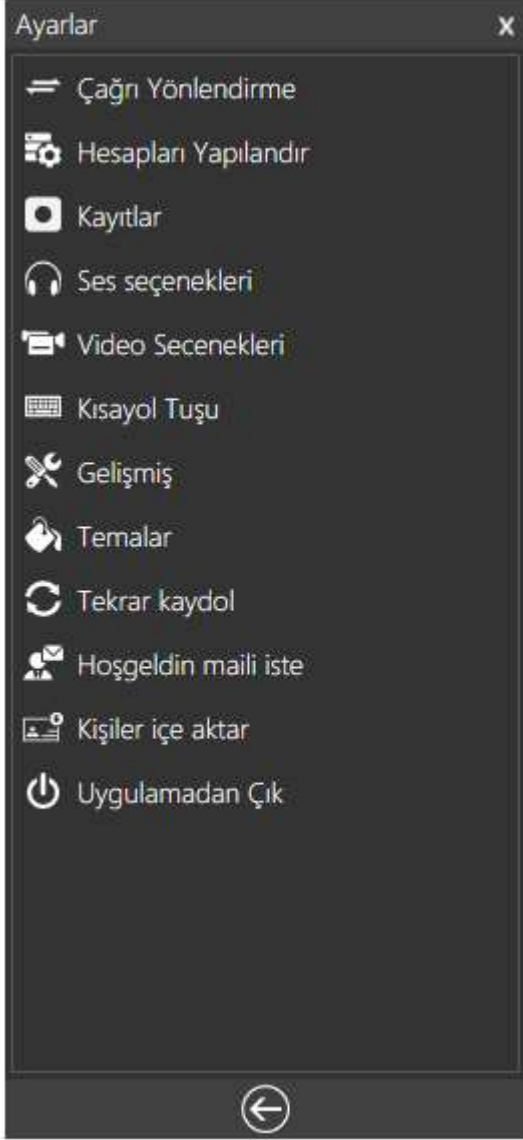 Ayarlar X
Çağrı Yönlendirme
Hesapları Yapılandır
Kayıtlar
Ses seçenekleri
Video Secenekleri
Kısayol Tuşu
Gelişmiş
Temalar
Tekrar kaydol
Hoşgeldin maili iste
Kişiler içe aktar
Uygulamadan Çık